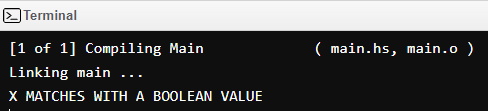 Terminal
[1 of 1] Compiling Main             ( main.hs, main.o )
Linking main ...
X MATCHES WITH A BOOLEAN VALUE